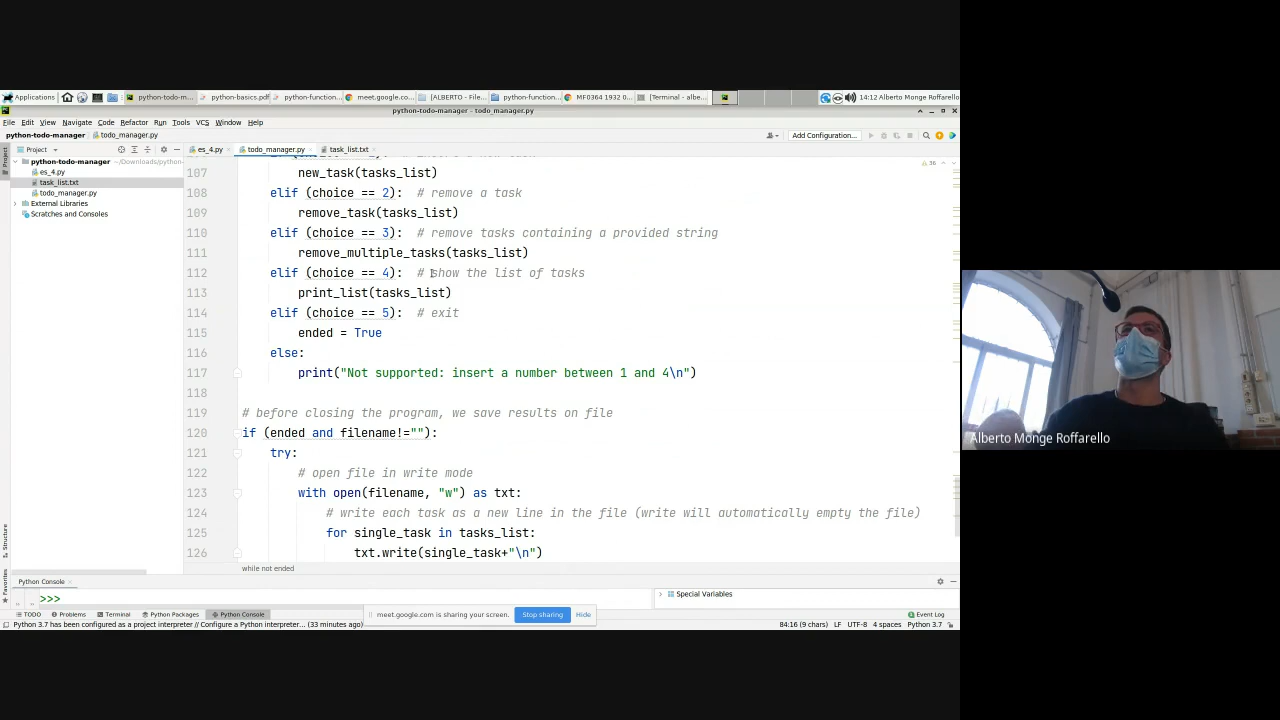 Applications
python-todo-m...
python-basics.pdf
python-function...
meet.google.co...
[ALBERTO - File...
python-function...
MF0364 1932 0...
[Terminal - albe...
14:12 Alberto Monge Roffarello
python-todo-manager – todo_manager.py
File Edit View Navigate Code Refactor Run Tools VCS Window Help
python-todo-manager
todo_manager.py
Add Configuration...
Project
es_4.py
todo_manager.py
task_list.txt
python-todo-manager ~/Downloads/python-
es_4.py
task_list.txt
todo_manager.py
External Libraries
Scratches and Consoles
36
107 new_task(tasks_list)
108 elif (choice == 2): # remove a task
109 remove_task(tasks_list)
110 elif (choice == 3): # remove tasks containing a provided string
111 remove_multiple_tasks(tasks_list)
112 elif (choice == 4): # show the list of tasks
113 print_list(tasks_list)
114 elif (choice == 5): # exit
115 ended = True
116 else:
117 print("Not supported: insert a number between 1 and 4\n")
118
119 # before closing the program, we save results on file
120 if (ended and filename!=""):
121 try:
122 # open file in write mode
123 with open(filename, "w") as txt:
124 # write each task as a new line in the file (write will automatically empty the file)
125 for single_task in tasks_list:
126 txt.write(single_task+"\n")
while not ended
Project
Structure
Favorites
Python Console
>>>
Special Variables
TODO Problems Terminal Python Packages Python Console
meet.google.com is sharing your screen.
Stop sharing
Hide
Event Log
Python 3.7 has been configured as a project interpreter // Configure a Python interpreter... (33 minutes ago)
84:16 (9 chars) LF UTF-8 4 spaces Python 3.7
Alberto Monge Roffarello